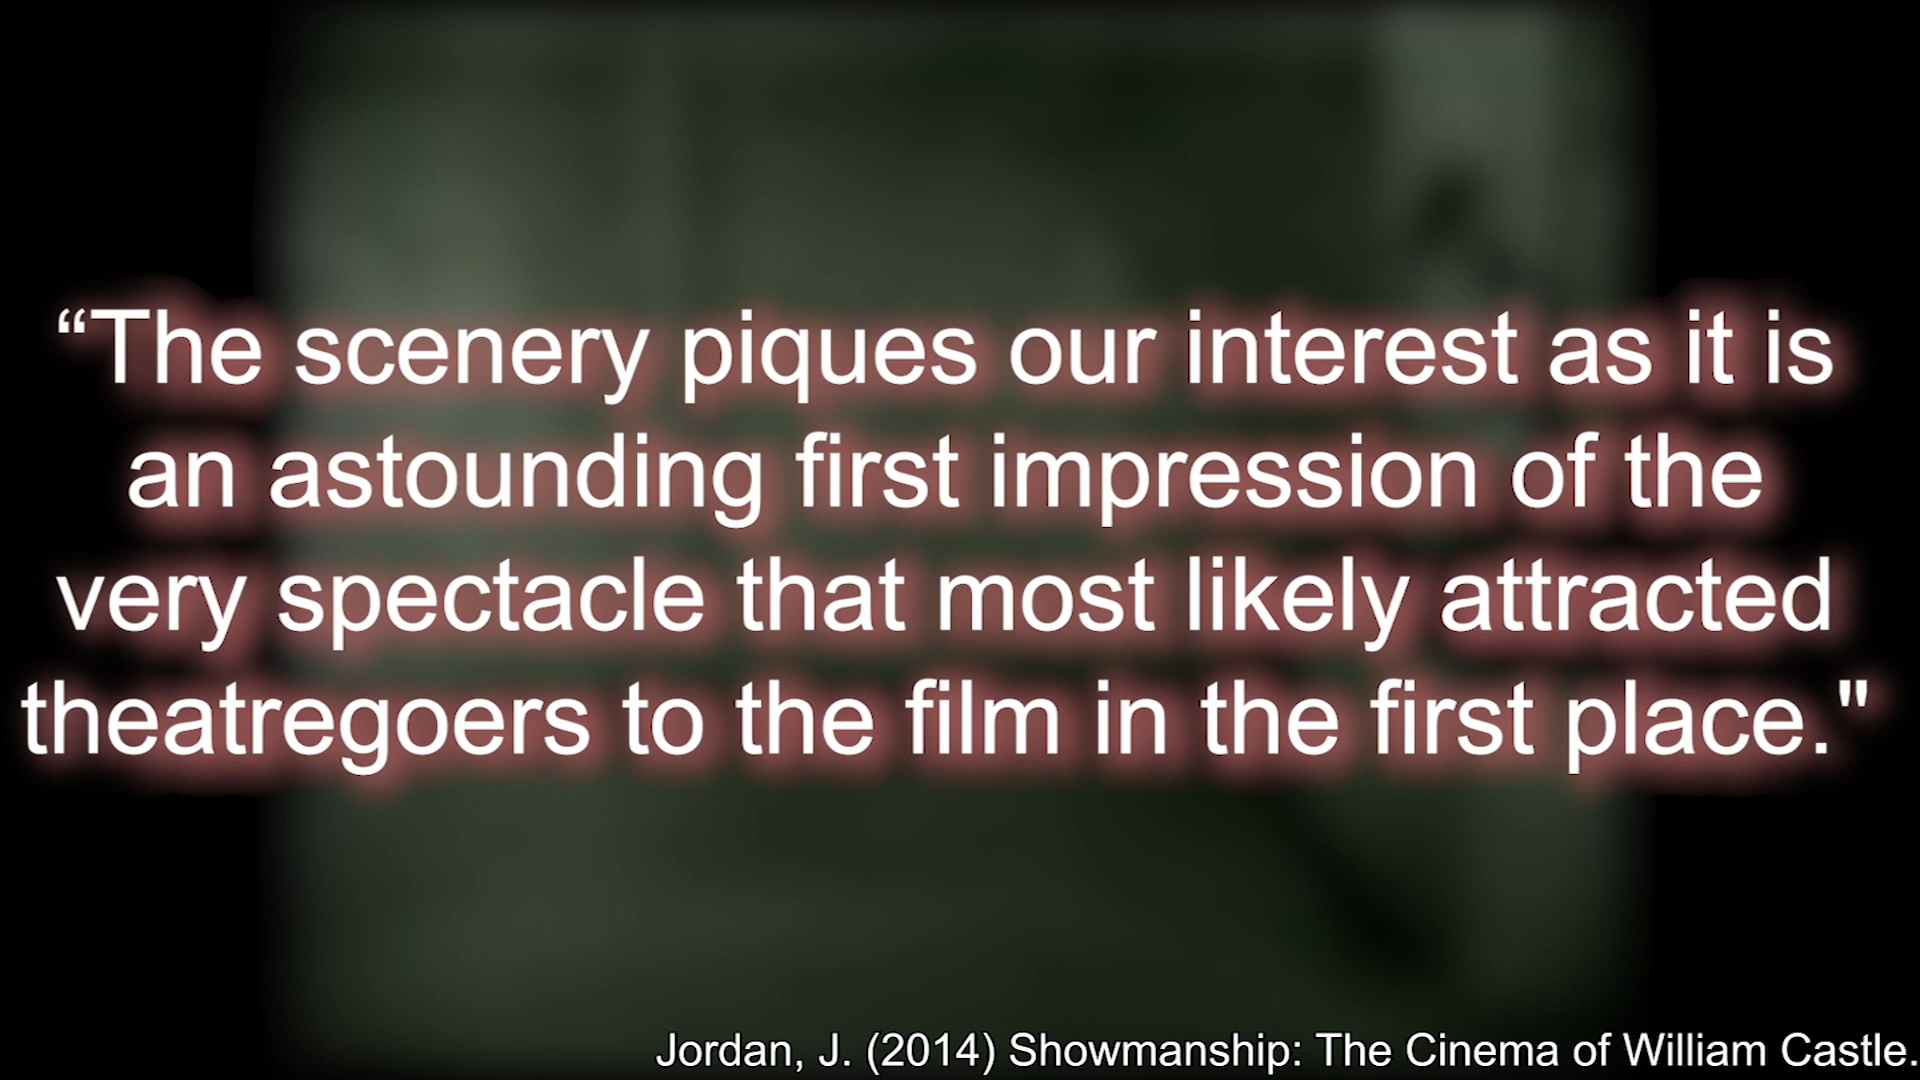 “The scenery piques our interest as it is
an astounding first impression of the
very spectacle that most likely attracted
theatregoers to the film in the first place."
Jordan, J. (2014) Showmanship: The Cinema of William Castle.